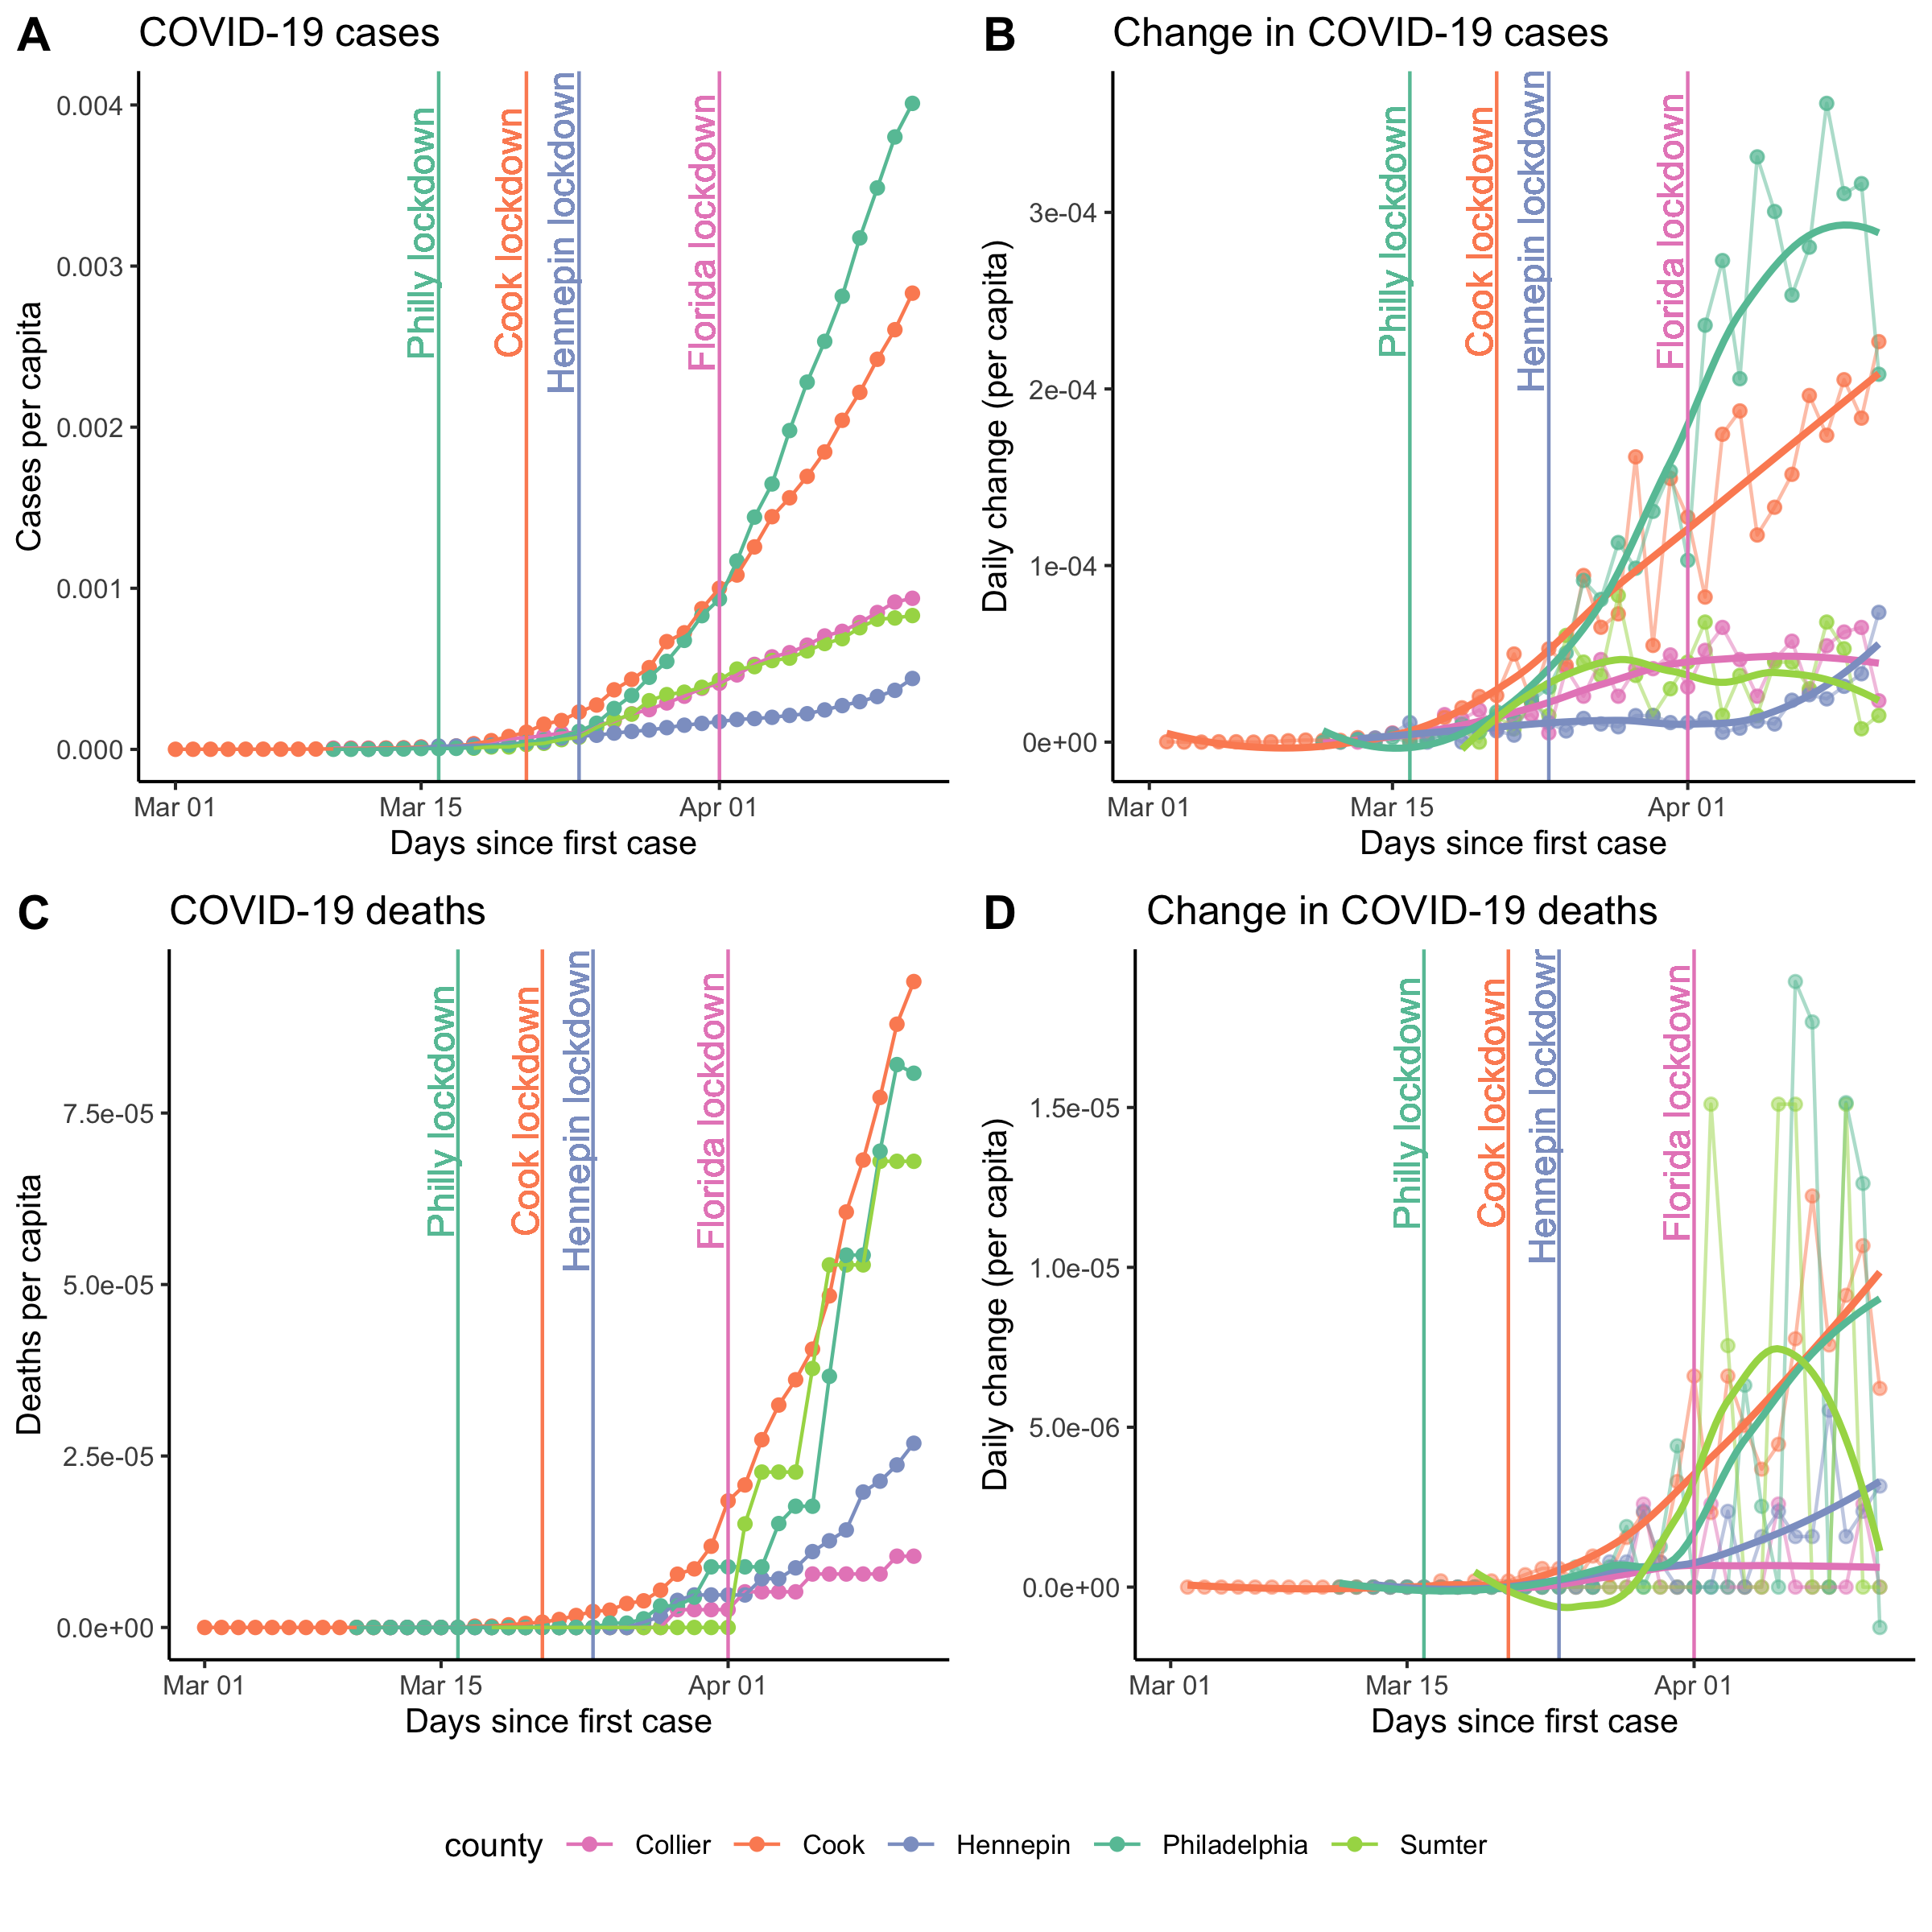 A COVID-19 cases
0.004
0.003
0.002
0.001
0.000
Cases per capita
Philly lockdown
Cook lockdown
Hennepin lockdown
Florida lockdown
Mar 01 Mar 15 Apr 01
Days since first case
B Change in COVID-19 cases
3e-04
2e-04
1e-04
0e+00
Daily change (per capita)
Philly lockdown
Cook lockdown
Hennepin lockdown
Florida lockdown
Mar 01 Mar 15 Apr 01
Days since first case
C COVID-19 deaths
7.5e-05
5.0e-05
2.5e-05
0.0e+00
Deaths per capita
Philly lockdown
Cook lockdown
Hennepin lockdown
Florida lockdown
Mar 01 Mar 15 Apr 01
Days since first case
D Change in COVID-19 deaths
1.5e-05
1.0e-05
5.0e-06
0.0e+00
Daily change (per capita)
Philly lockdown
Cook lockdown
Hennepin lockdowr
Florida lockdown
Mar 01 Mar 15 Apr 01
Days since first case
county Collier Cook Hennepin Philadelphia Sumter